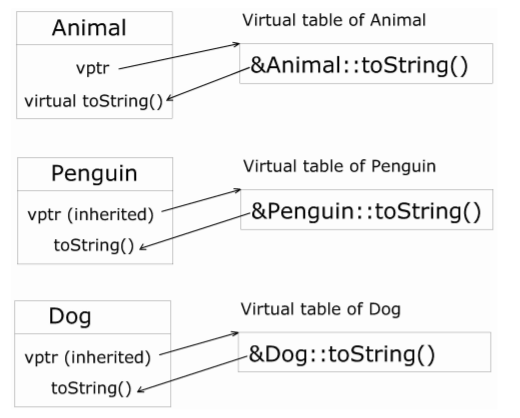 Animal
Virtual table of Animal
vptr
&Animal::toString()
virtual toString()
Penguin
Virtual table of Penguin
vptr (inherited)
&Penguin::toString()
toString()
Dog
Virtual table of Dog
vptr (inherited)
&Dog::toString()
toString()